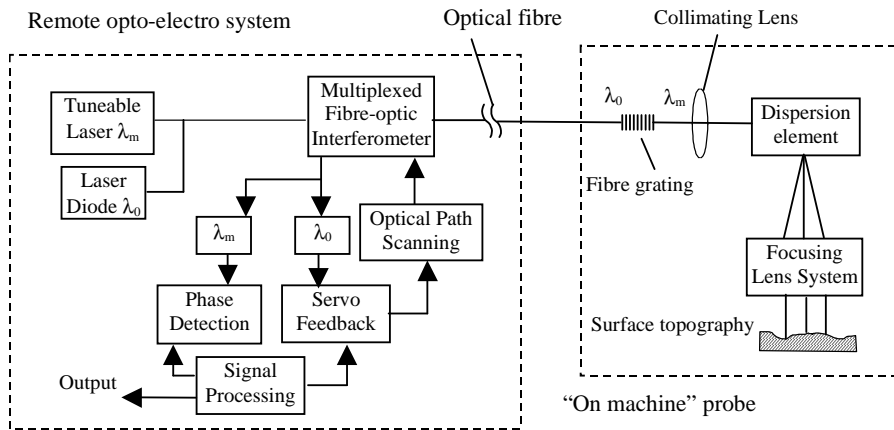 Remote opto-electro system
Optical fibre
Collimating Lens
Tuneable
Laser λm
Multiplexed
Fibre-optic
Interferometer
λ0
λm
Dispersion
element
Fibre grating
Laser
Diode λ0
λm
λ0
Optical Path
Scanning
Focusing
Lens System
Phase
Detection
Servo
Feedback
Surface topography
Output
Signal
Processing
“On machine” probe